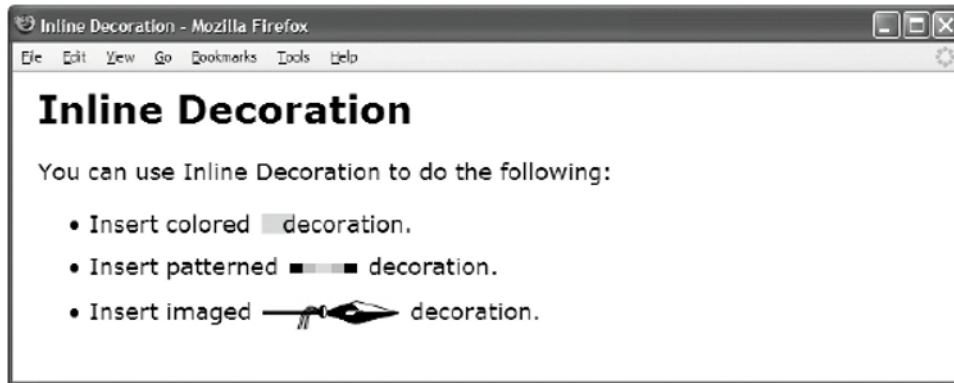 Inline Decoration - Mozilla Firefox
File Edit View Go Bookmarks Tools Help
Inline Decoration
You can use Inline Decoration to do the following:
• Insert colored decoration.
• Insert patterned decoration.
• Insert imaged decoration.